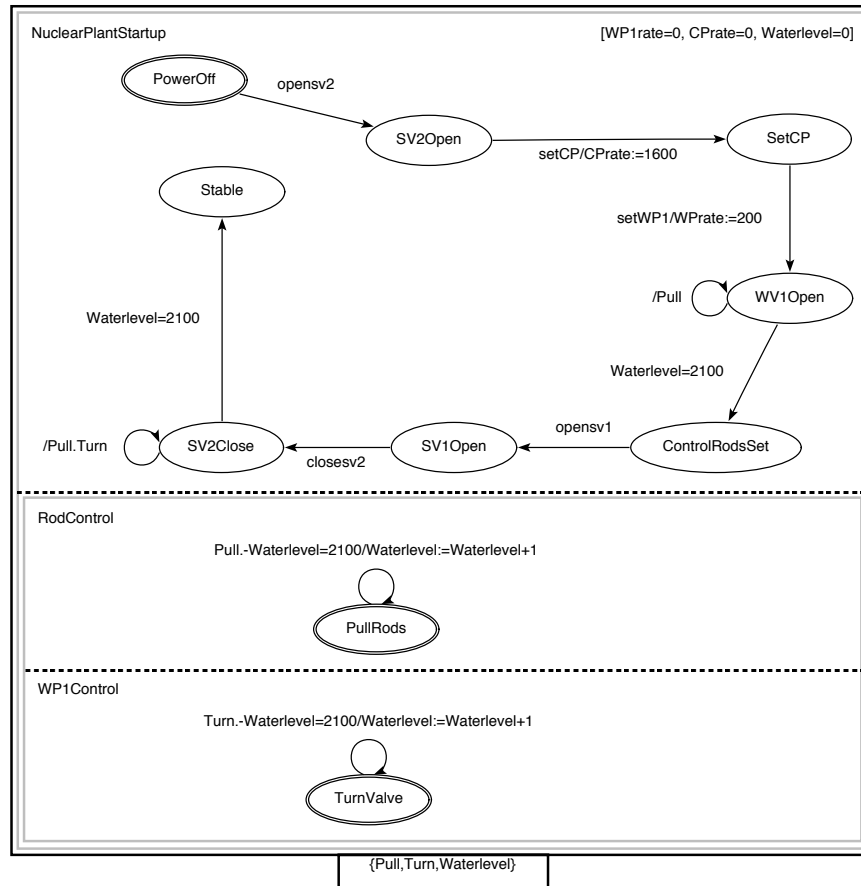 NuclearPlantStartup
[WP1rate=0, CPrate=0, Waterlevel=0]
PowerOff
opensv2
SV2Open
setCP/CPrate:=1600
SetCP
Stable
setWP1/WPrate:=200
/Pull
WV1Open
Waterlevel=2100
Waterlevel=2100
/Pull.Turn
SV2Close
closesv2
SV1Open
opensv1
ControlRodsSet
RodControl
Pull.-Waterlevel=2100/Waterlevel:=Waterlevel+1
PullRods
WP1Control
Turn.-Waterlevel=2100/Waterlevel:=Waterlevel+1
TurnValve
{Pull,Turn,Waterlevel}